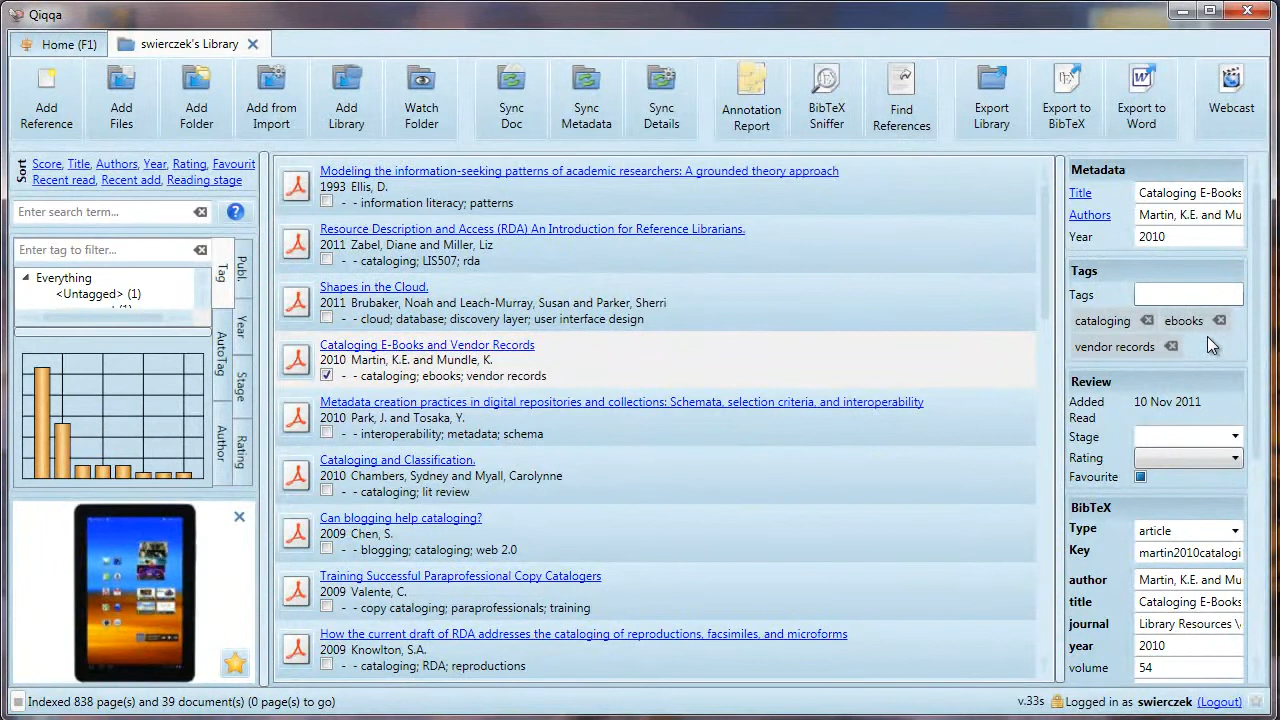 Qiqqa
Home (F1)
swierczek's Library
Add Reference
Add Files
Add Folder
Add from Import
Add Library
Watch Folder
Sync Doc
Sync Metadata
Sync Details
Annotation Report
BibTeX Sniffer
Find References
Export Library
Export to BibTeX
Export to Word
Webcast
Sort
Score, Title, Authors, Year, Rating, Favourit
Recent read, Recent add, Reading stage
Enter search term...
Enter tag to filter...
Everything
<Untagged> (1)
Tag
AutoTag
Author
Publ.
Year
Stage
Rating
Modeling the information-seeking patterns of academic researchers: A grounded theory approach
1993 Ellis, D.
- - information literacy; patterns
Resource Description and Access (RDA) An Introduction for Reference Librarians.
2011 Zabel, Diane and Miller, Liz
- - cataloging; LIS507; rda
Shapes in the Cloud.
2011 Brubaker, Noah and Leach-Murray, Susan and Parker, Sherri
- - cloud; database; discovery layer; user interface design
Cataloging E-Books and Vendor Records
2010 Martin, K.E. and Mundle, K.
- - cataloging; ebooks; vendor records
Metadata creation practices in digital repositories and collections: Schemata, selection criteria, and interoperability
2010 Park, J. and Tosaka, Y.
- - interoperability; metadata; schema
Cataloging and Classification.
2010 Chambers, Sydney and Myall, Carolynne
- - cataloging; lit review
Can blogging help cataloging?
2009 Chen, S.
- - blogging; cataloging; web 2.0
Training Successful Paraprofessional Copy Catalogers
2009 Valente, C.
- - copy cataloging; paraprofessionals; training
How the current draft of RDA addresses the cataloging of reproductions, facsimiles, and microforms
2009 Knowlton, S.A.
- - cataloging; RDA; reproductions
Metadata
Title Cataloging E-Books
Authors Martin, K.E. and Mu
Year 2010
Tags
Tags
cataloging ebooks
vendor records
Review
Added 10 Nov 2011
Read
Stage
Rating
Favourite
BibTeX
Type article
Key martin2010catalogi
author Martin, K.E. and Mu
title Cataloging E-Books
journal Library Resources \
year 2010
volume 54
Indexed 838 page(s) and 39 document(s) (0 page(s) to go)
v.33s
Logged in as swierczek (Logout)